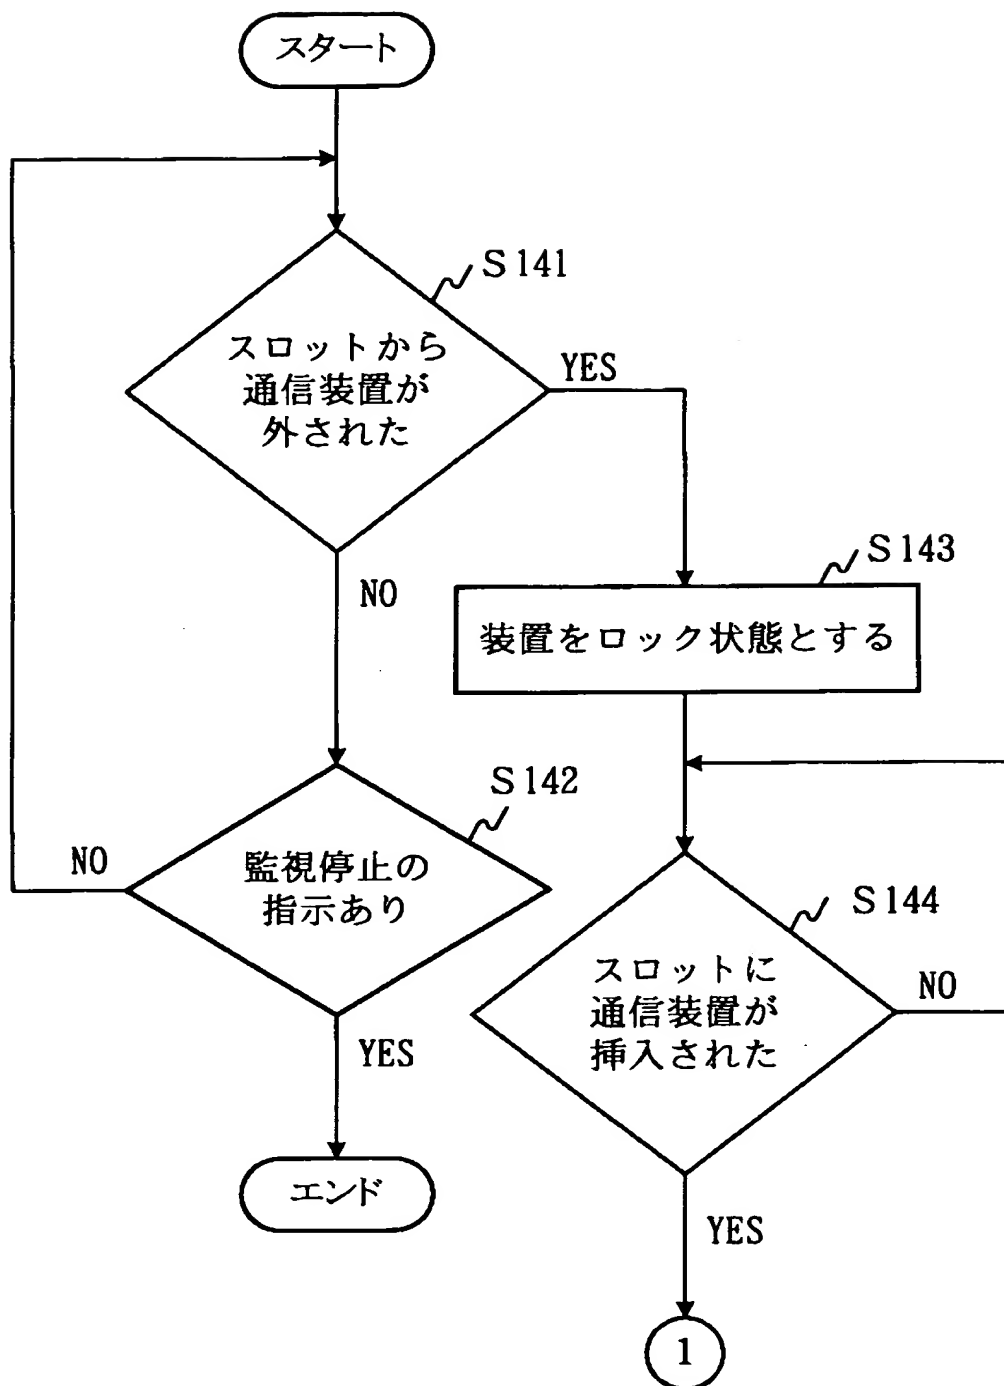 スタート
S141
スロットから
通信装置が
外された
YES
NO
S143
装置をロック状態とする
S142
監視停止の
指示あり
NO
YES
エンド
S144
スロットに
通信装置が
挿入された
NO
YES
1